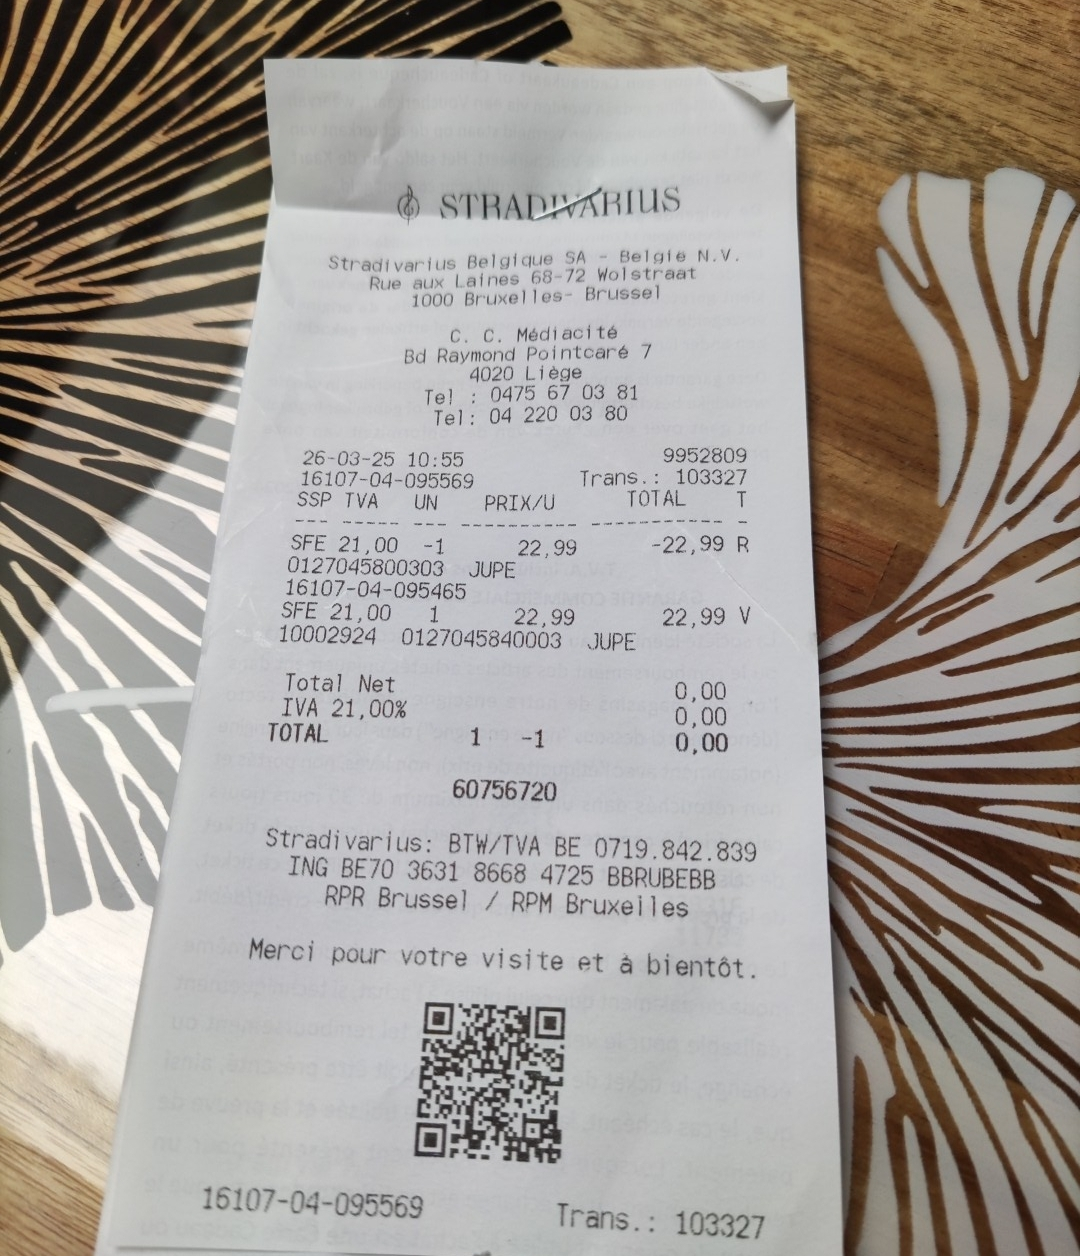 STRADIVARIUS
Stradivarius Belgique SA - Belgie N.V.
Rue aux Laines 68-72 Wolstraat
1000 Bruxelles- Brussel
C. C. Médiacité
Bd Raymond Pointcaré 7
4020 Liège
Tel : 0475 67 03 81
Tel: 04 220 03 80
26-03-25 10:55 9952809
16107-04-095569 Trans.: 103327
SSP TVA UN PRIX/U TOTAL T
--- ----- --- ---------- ----------- -
SFE 21,00 -1 22,99 -22,99 R
0127045800303 JUPE
16107-04-095465
SFE 21,00 1 22,99 22,99 V
10002924 0127045840003 JUPE
Total Net 0,00
IVA 21,00% 0,00
TOTAL 1 -1 0,00
60756720
Stradivarius: BTW/TVA BE 0719.842.839
ING BE70 3631 8668 4725 BBRUBEBB
RPR Brussel / RPM Bruxelles
Merci pour votre visite et à bientôt.
16107-04-095569 Trans.: 103327